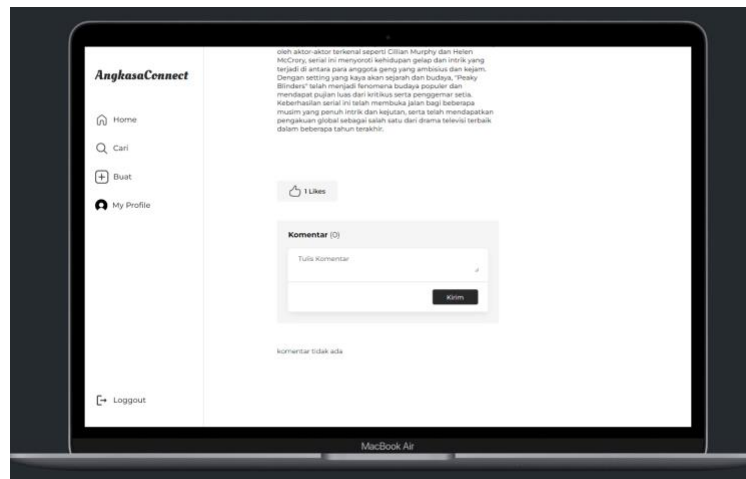 AngkasaConnect
Home
Cari
Buat
My Profile
Loggout
oleh aktor-aktor terkenal seperti Cillian Murphy dan Helen
McCrory, serial ini menyoroti kehidupan gelap dan intrik yang
terjadi di antara para anggota geng yang ambisius dan kejam.
Dengan setting yang kaya akan sejarah dan budaya, "Peaky
Blinders" telah menjadi fenomena budaya populer dan
mendapat pujian luas dari kritikus serta penggemar setia.
Keberhasilan serial ini telah membuka jalan bagi beberapa
musim yang penuh intrik dan kejutan, serta telah mendapatkan
pengakuan global sebagai salah satu dari drama televisi terbaik
dalam beberapa tahun terakhir.
1 Likes
Komentar (0)
Tulis Komentar
Kirim
komentar tidak ada
MacBook Air